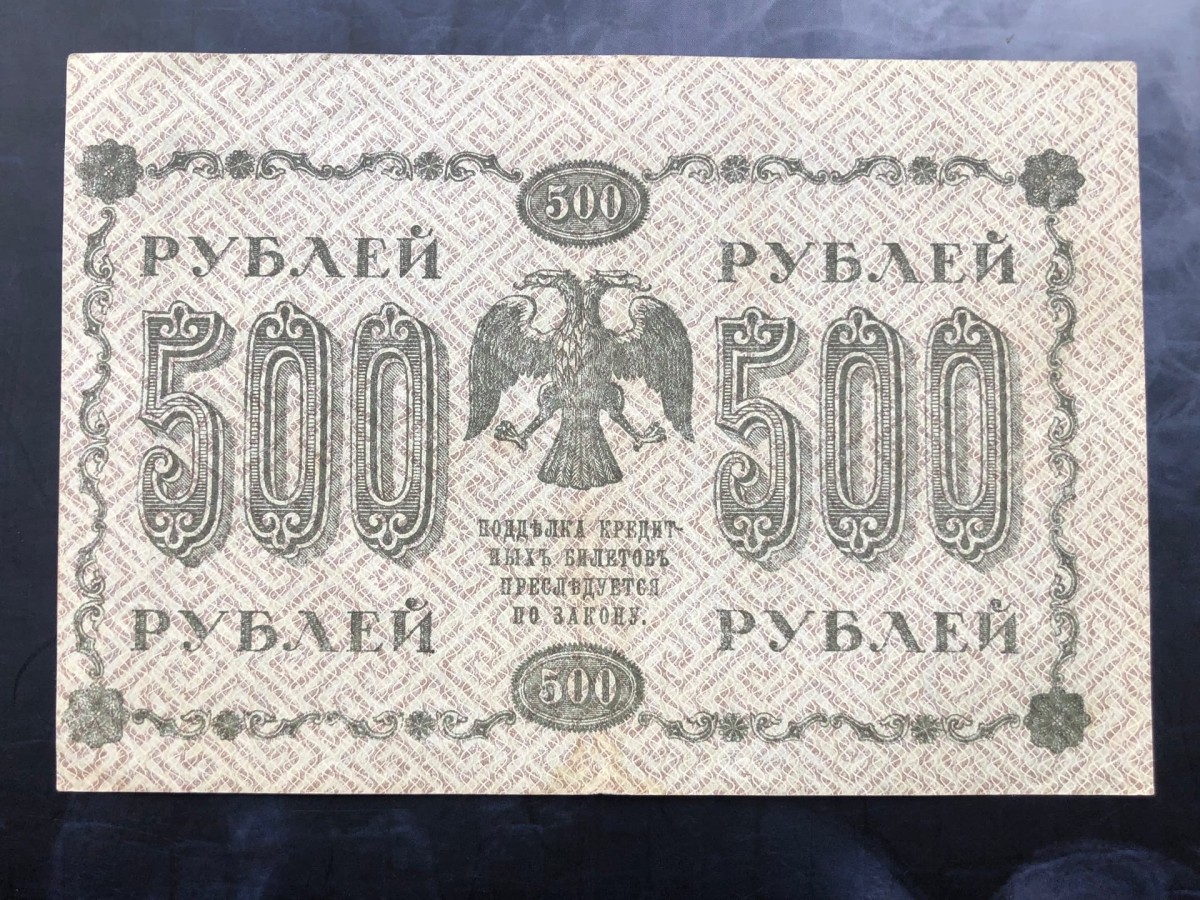 500
РУБЛЕЙ
РУБЛЕЙ
500
500
ПОДДѢЛКА КРЕДИТ-
НЫХЪ БИЛЕТОВЪ
ПРЕСЛѢДУЕТСЯ
ПО ЗАКОНУ.
РУБЛЕЙ
РУБЛЕЙ
500